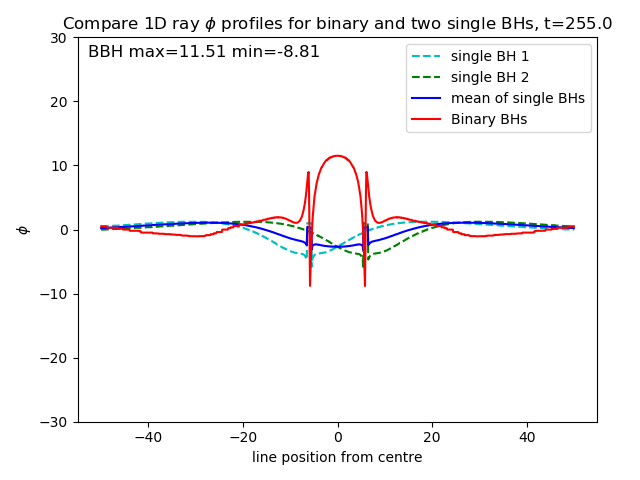 Compare 1D ray ϕ profiles for binary and two single BHs, t=255.0
BBH max=11.51 min=-8.81
single BH 1
single BH 2
mean of single BHs
Binary BHs
30
20
10
0
−10
−20
−30
ϕ
−40 −20 0 20 40
line position from centre